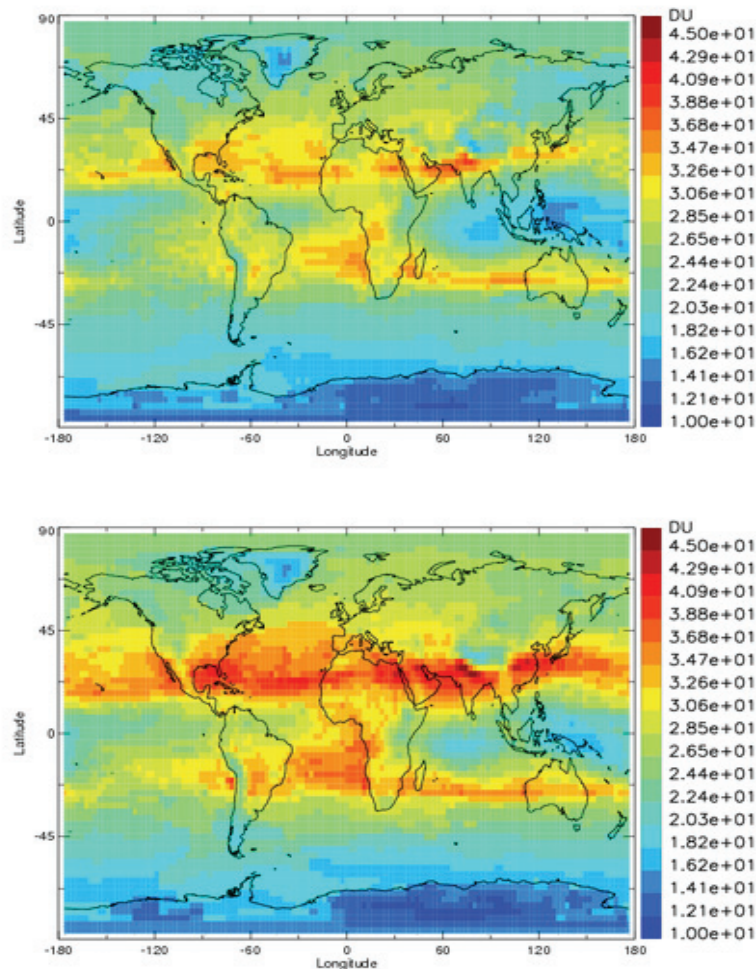 90
45
0
-45
Latitude
-180
-120
-60
0
60
120
180
Longitude
DU
4.50e+01
4.29e+01
4.09e+01
3.88e+01
3.68e+01
3.47e+01
3.26e+01
3.06e+01
2.85e+01
2.65e+01
2.44e+01
2.24e+01
2.03e+01
1.82e+01
1.62e+01
1.41e+01
1.21e+01
1.00e+01
90
45
0
-45
Latitude
-180
-120
-60
0
60
120
180
Longitude
DU
4.50e+01
4.29e+01
4.09e+01
3.88e+01
3.68e+01
3.47e+01
3.26e+01
3.06e+01
2.85e+01
2.65e+01
2.44e+01
2.24e+01
2.03e+01
1.82e+01
1.62e+01
1.41e+01
1.21e+01
1.00e+01